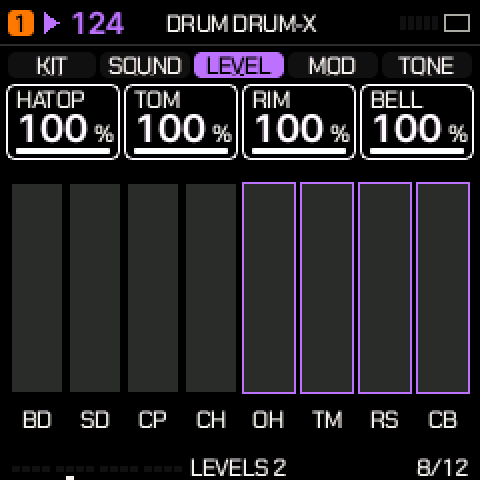 1 124 DRUM DRUM-X
KIT SOUND LEVEL MOD TONE
HATOP TOM RIM BELL
100 % 100 % 100 % 100 %
BD SD CP CH OH TM RS CB
LEVELS 2 8/12